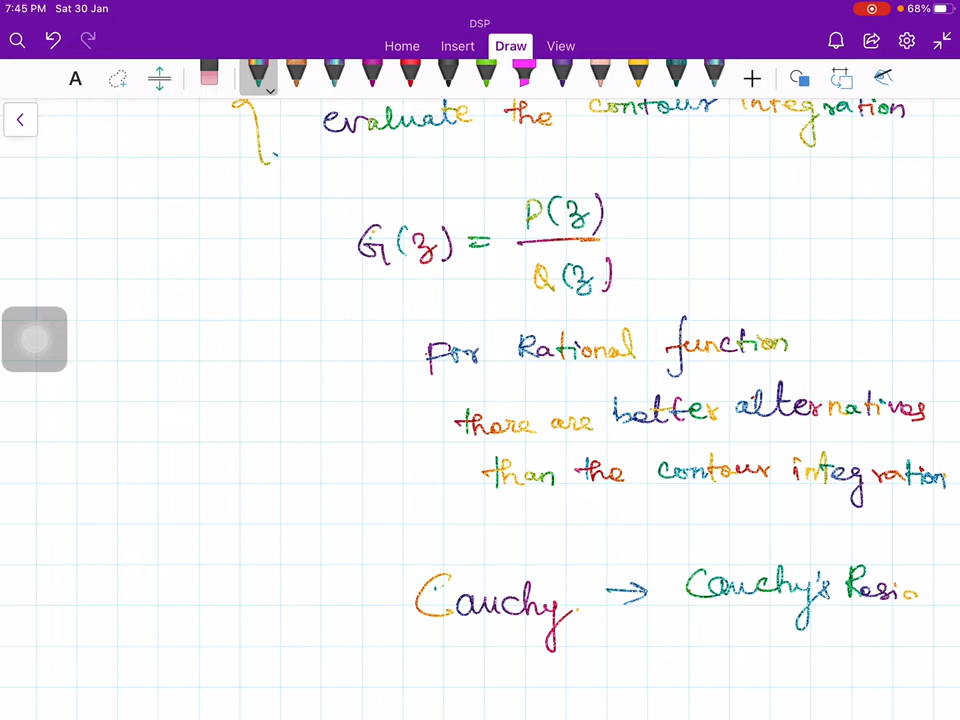 7:45 PM Sat 30 Jan
68%
DSP
Home Insert Draw View
A
evaluate the contour integration
G(z) = P(z)
Q(z)
For Rational function
there are better alternatives
than the contour integration
Cauchy. → Cauchy's Resi